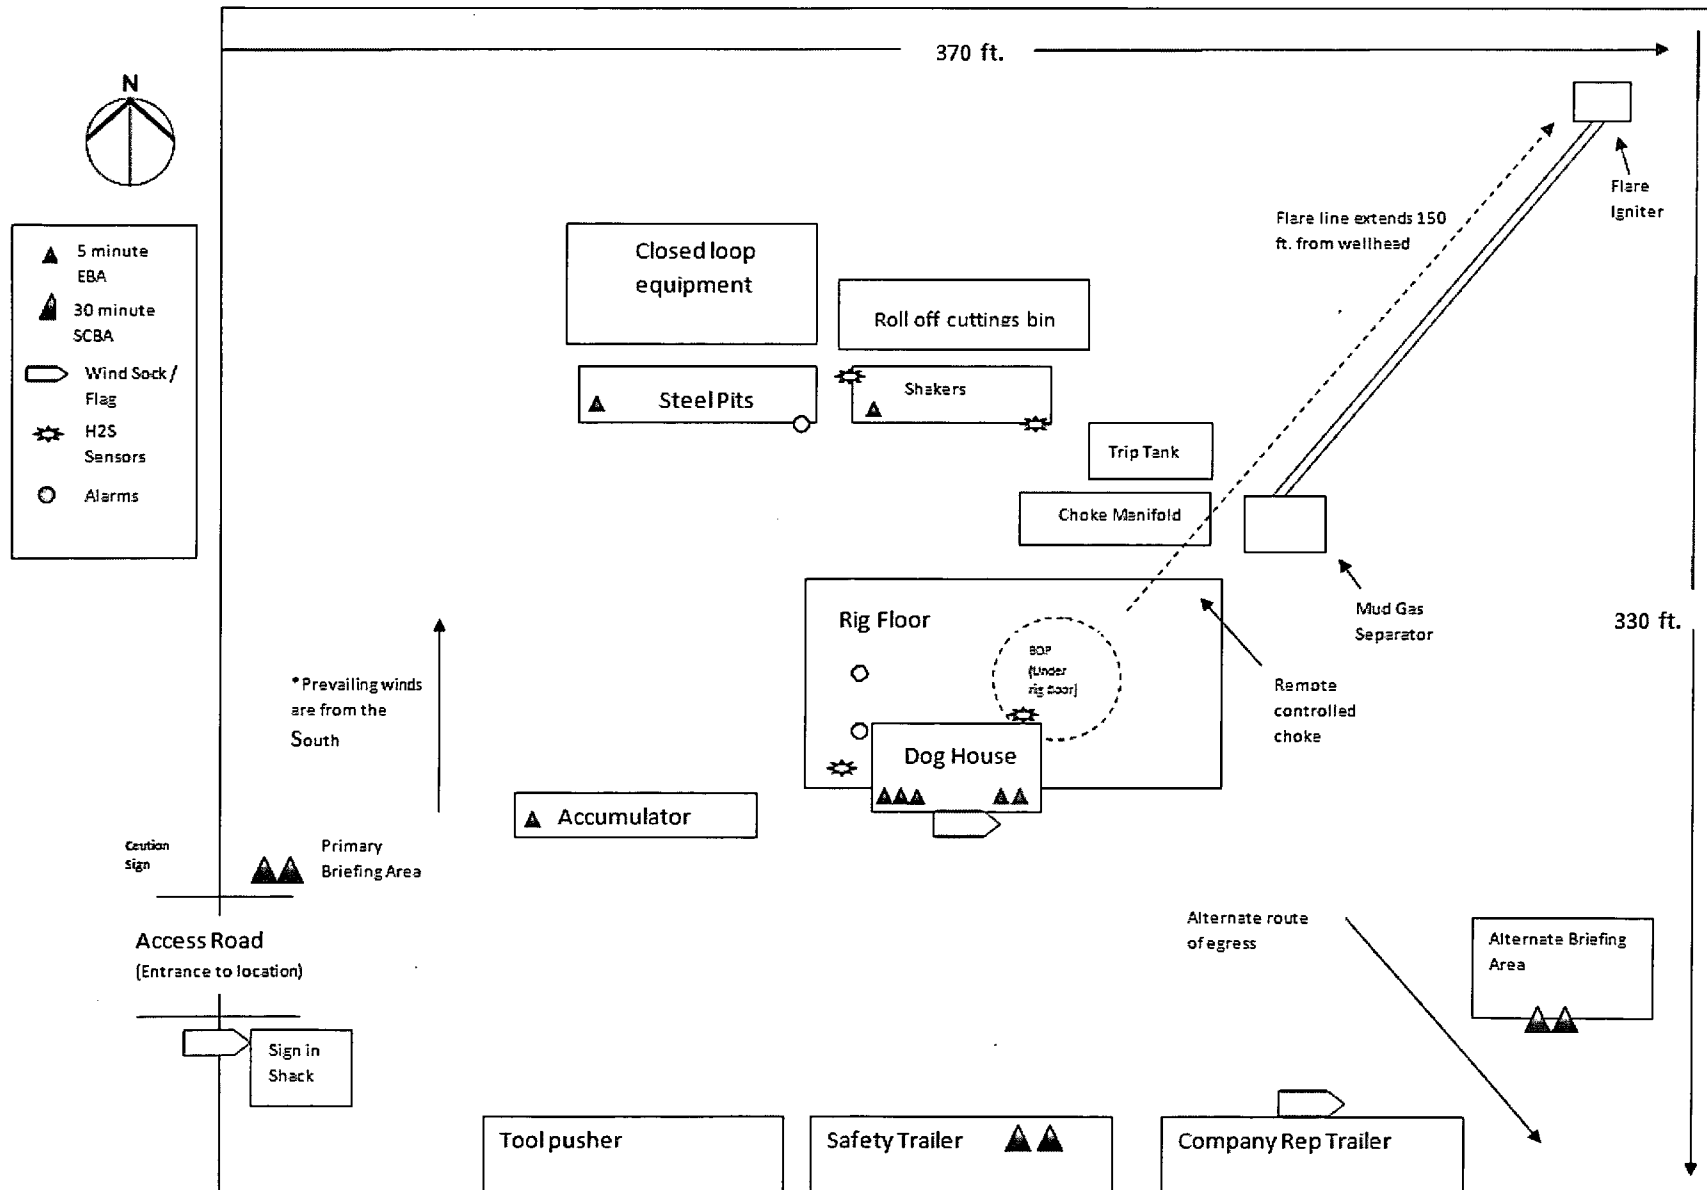 370 ft.
N
Flare
Igniter
Flare line extends 150
ft. from wellhead
5 minute
EBA
30 minute
SCBA
Wind Sock /
Flag
H2S
Sensors
Alarms
Closed loop
equipment
Roll off cuttings bin
Steel Pits
Shakers
Trip Tank
Choke Manifold
Mud Gas
Separator
330 ft.
Rig Floor
BOP
(Under
rig floor)
Remote
controlled
choke
*Prevailing winds
are from the
South
Dog House
Accumulator
Caution
Sign
Primary
Briefing Area
Access Road
(Entrance to location)
Alternate route
of egress
Alternate Briefing
Area
Sign in
Shack
Tool pusher
Safety Trailer
Company Rep Trailer